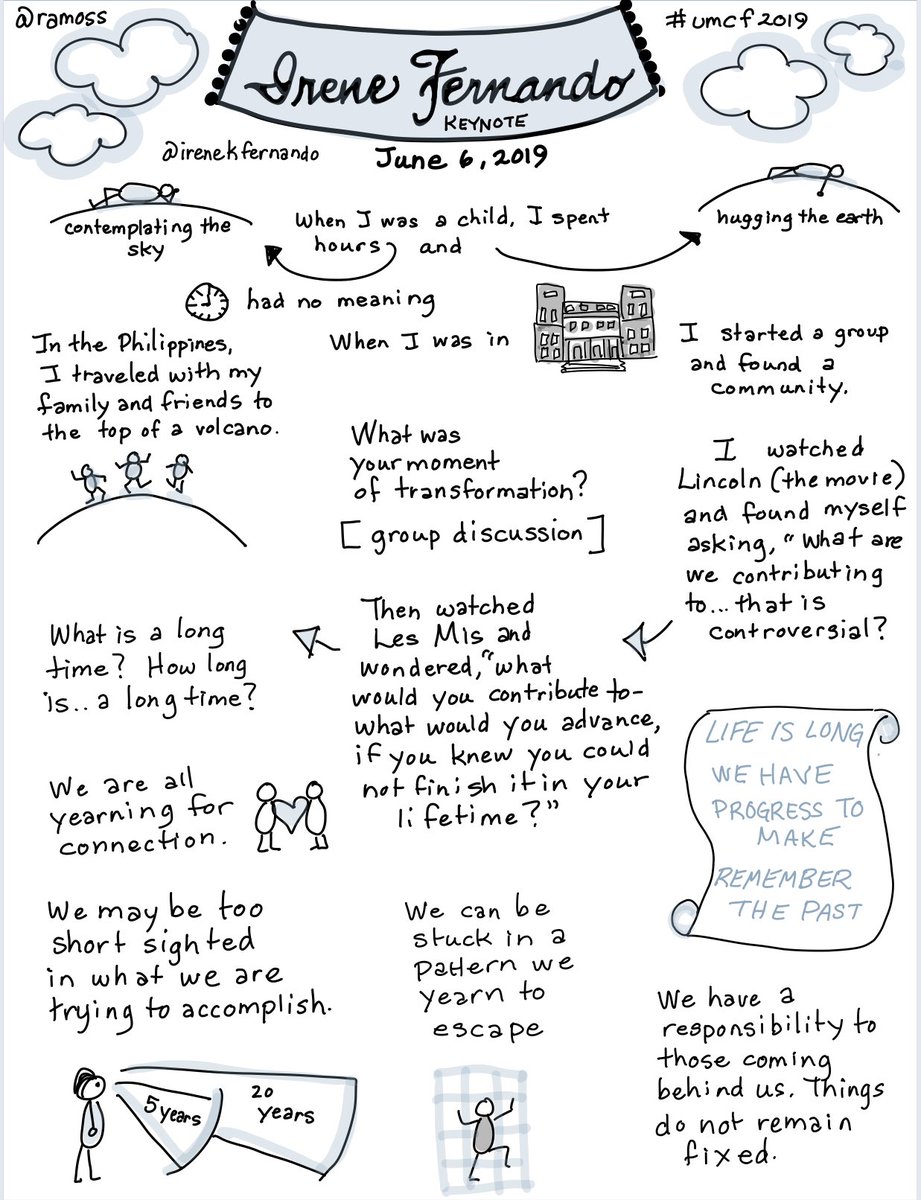 @ramoss
#umcf2019
Irene Fernando
KEYNOTE
@irenekfernando
June 6, 2019
contemplating the
sky
When I was a child, I spent
hours and
hugging the earth
had no meaning
In the Philippines,
I traveled with my
family and friends to
the top of a volcano.
When I was in
I started a group
and found a
community.
What was
your moment
of transformation?
[group discussion]
I watched
Lincoln (the movie)
and found myself
asking, "What are
we contributing
to... that is
controversial?
Then watched
Les Mis and
wondered, "what
would you contribute to-
what would you advance,
if you knew you could
not finish it in your
lifetime?"
What is a long
time? How long
is.. a long time?
We are all
yearning for
connection.
LIFE IS LONG
WE HAVE
PROGRESS TO
MAKE
REMEMBER
THE PAST
We may be too
short sighted
in what we are
trying to accomplish.
5 years
20
years
We can be
stuck in a
pattern we
yearn to
escape
We have a
responsibility to
those coming
behind us. Things
do not remain
fixed.